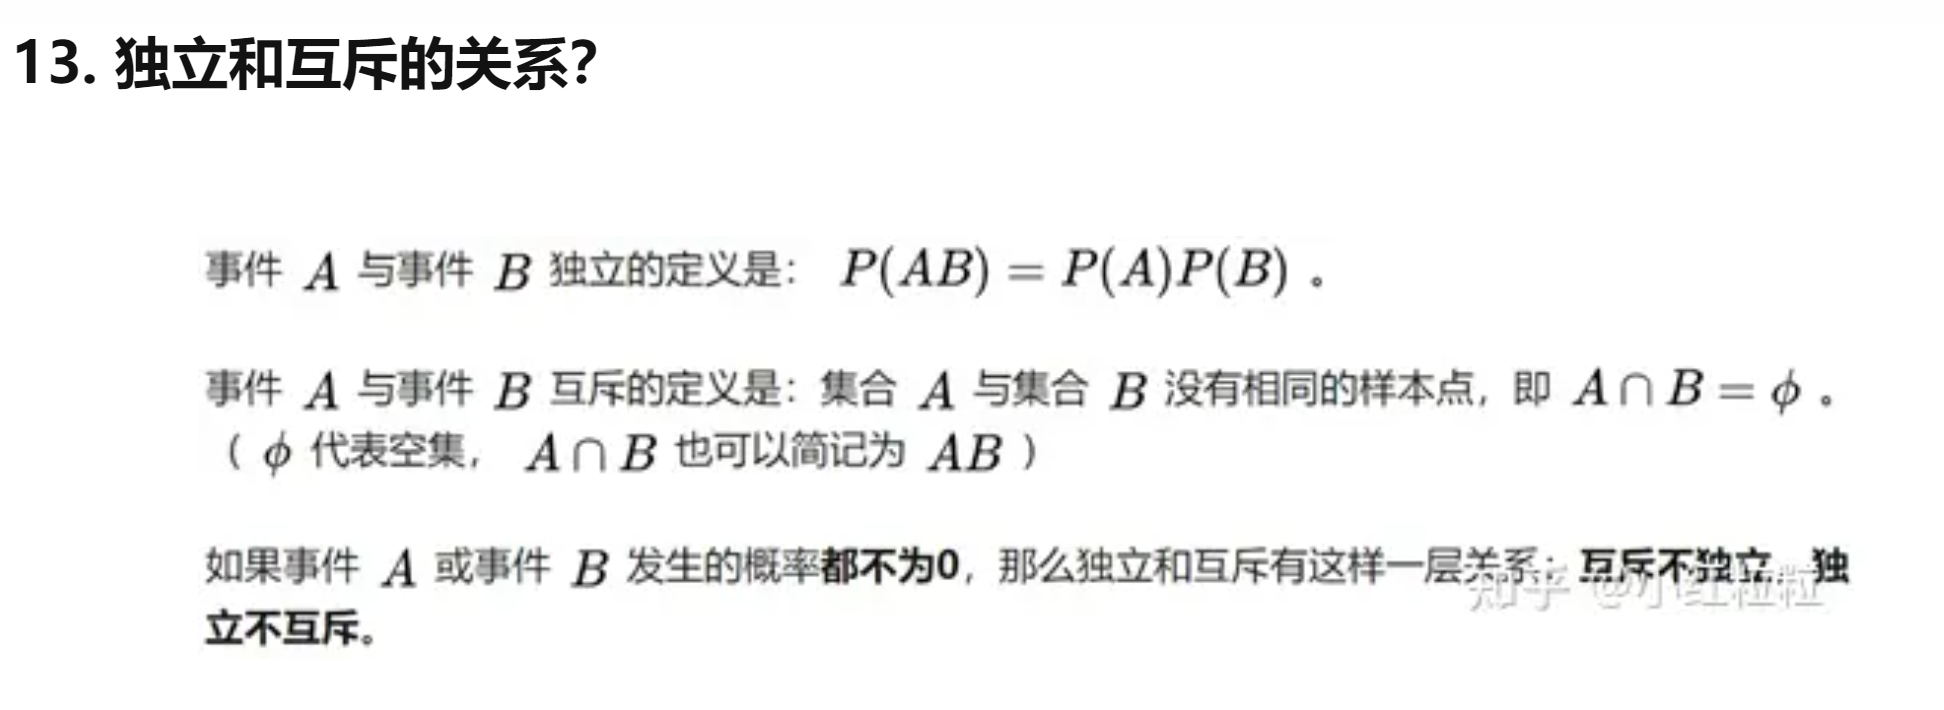 13. 独立和互斥的关系？
事件 A 与事件 B 独立的定义是： P(AB) = P(A)P(B) 。
事件 A 与事件 B 互斥的定义是：集合 A 与集合 B 没有相同的样本点，即 A ∩ B = ϕ 。
（ ϕ 代表空集， A ∩ B 也可以简记为 AB ）
如果事件 A 或事件 B 发生的概率都不为0，那么独立和互斥有这样一层关系：互斥不独立，独
立不互斥。
知乎 @小红粒粒